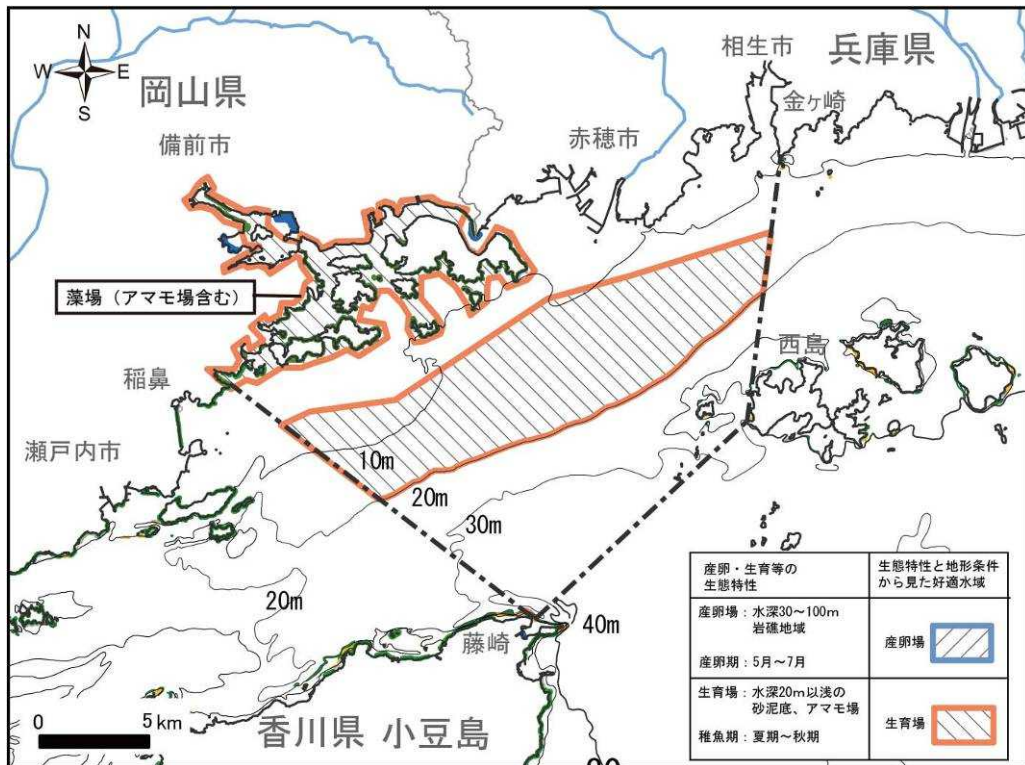 N
W E
S
相生市
兵庫県
岡山県
金ヶ崎
備前市
赤穂市
藻場（アマモ場含む）
西島
稲鼻
瀬戸内市
10m
20m
30m
20m
40m
藤崎
0 5 km
香川県 小豆島
産卵・生育等の
生態特性
生態特性と地形条件
から見た好適水域
産卵場：水深30～100m
岩礁地域
産卵期：5月～7月
産卵場
生育場：水深20m以浅の
砂泥底、アマモ場
稚魚期：夏期～秋期
生育場